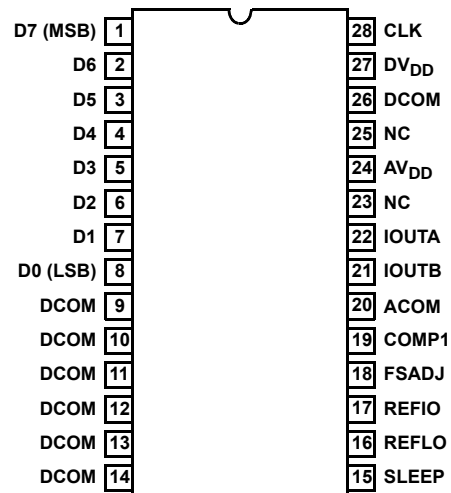 D7 (MSB) 1 28 CLK
D6 2 27 DVDD
D5 3 26 DCOM
D4 4 25 NC
D3 5 24 AVDD
D2 6 23 NC
D1 7 22 IOUTA
D0 (LSB) 8 21 IOUTB
DCOM 9 20 ACOM
DCOM 10 19 COMP1
DCOM 11 18 FSADJ
DCOM 12 17 REFIO
DCOM 13 16 REFLO
DCOM 14 15 SLEEP